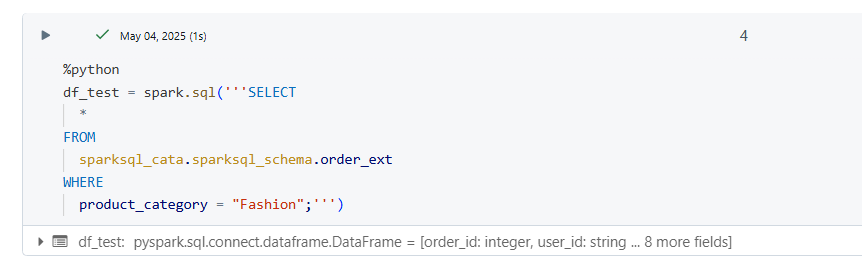 May 04, 2025 (1s)
4
%python
df_test = spark.sql('''SELECT
*
FROM
sparksql_cata.sparksql_schema.order_ext
WHERE
product_category = "Fashion";''')
df_test: pyspark.sql.connect.dataframe.DataFrame = [order_id: integer, user_id: string ... 8 more fields]